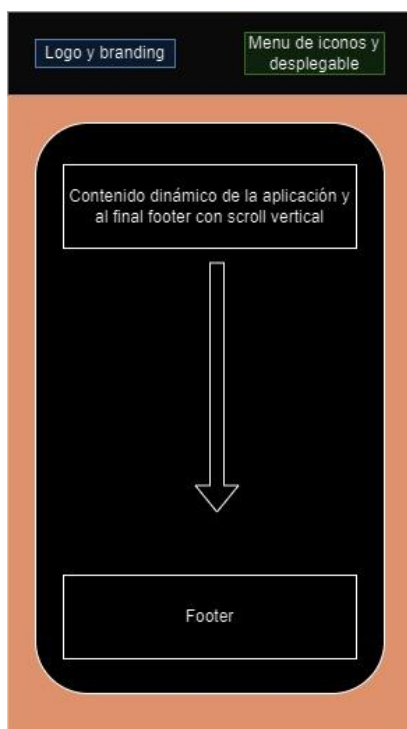 Logo y branding
Menu de iconos y
desplegable
Contenido dinámico de la aplicación y
al final footer con scroll vertical
Footer